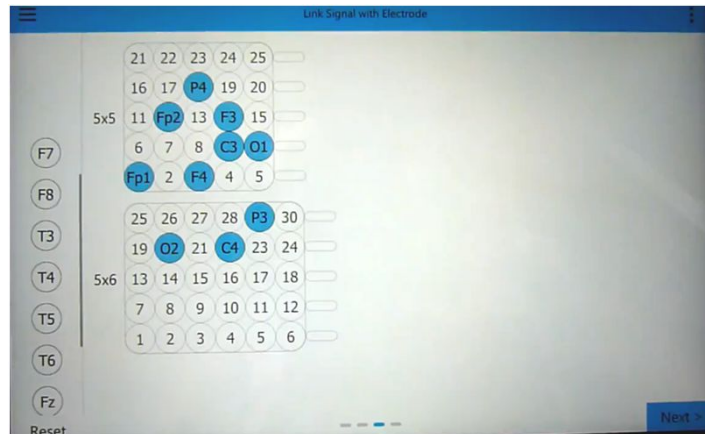 Link Signal with Electrode
21 22 23 24 25
16 17 P4 19 20
5x5 11 Fp2 13 F3 15
6 7 8 C3 O1
Fp1 2 F4 4 5
25 26 27 28 P3 30
19 O2 21 C4 23 24
5x6 13 14 15 16 17 18
7 8 9 10 11 12
1 2 3 4 5 6
F7
F8
T3
T4
T5
T6
Fz
Reset
Next >